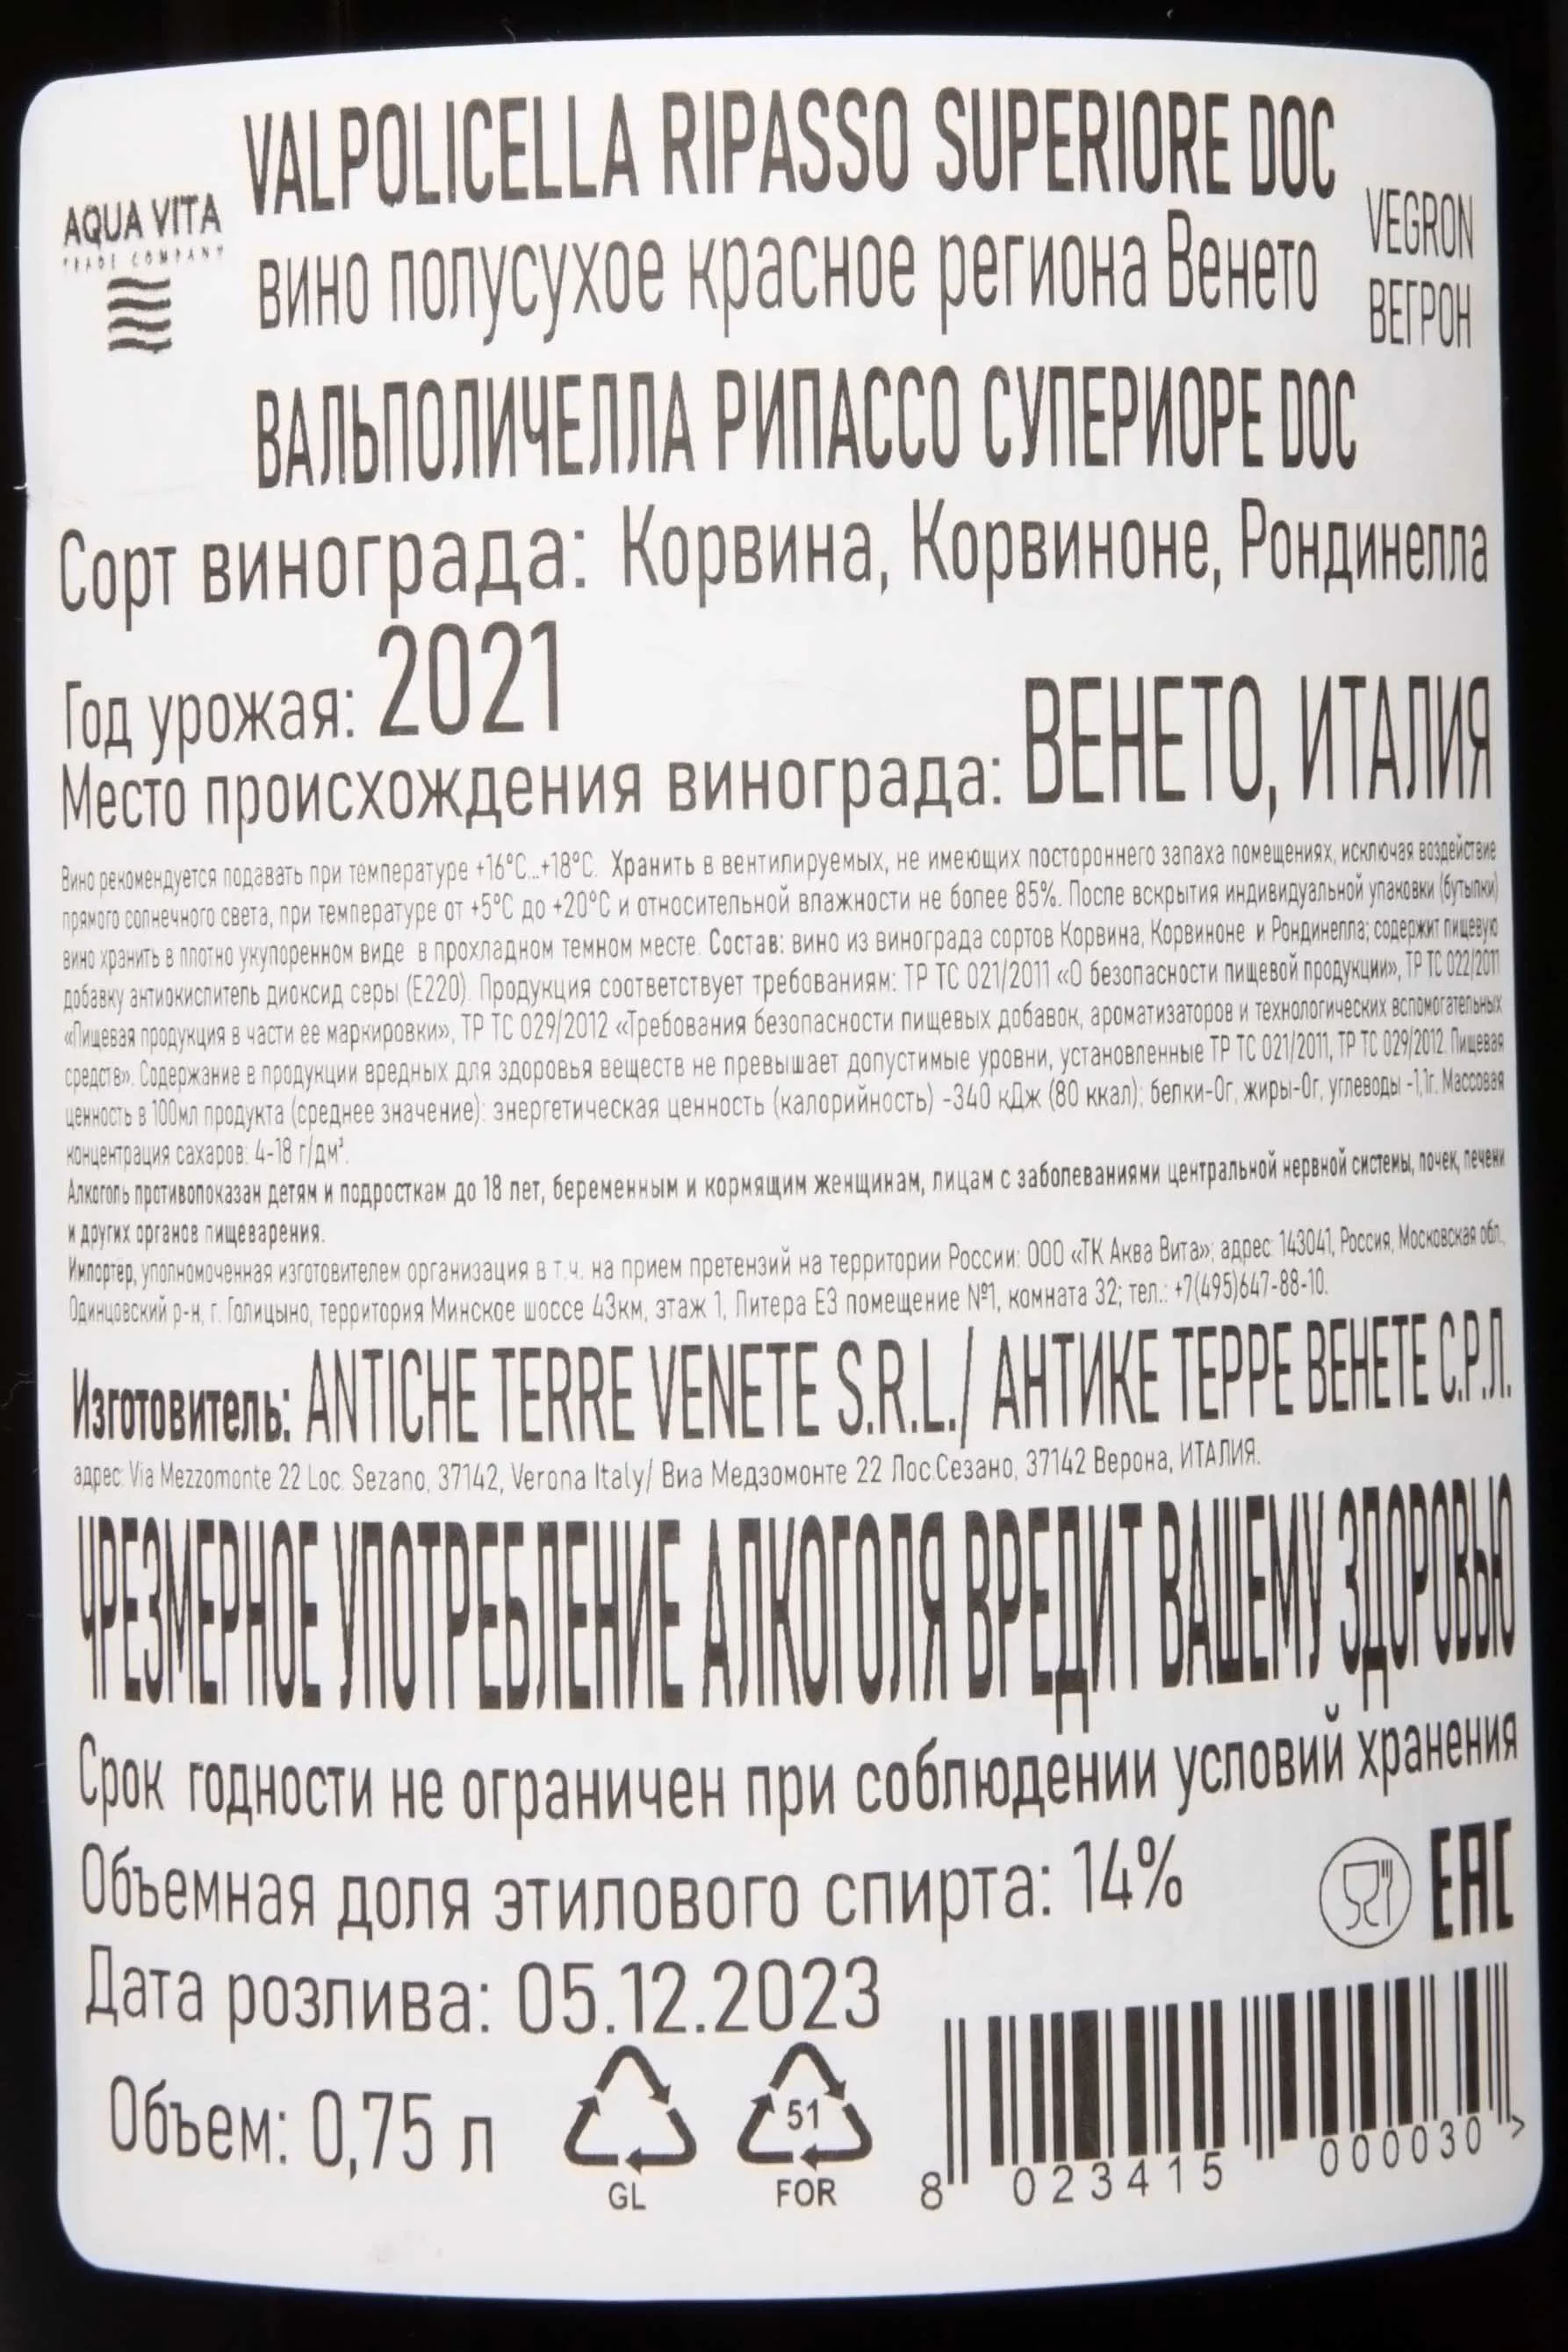 VALPOLICELLA RIPASSO SUPERIORE DOC
AQUA VITA
TRADE COMPANY
вино полусухое красное региона Венето
VEGRON
ВЕГРОН
ВАЛЬПОЛИЧЕЛЛА РИПАССО СУПЕРИОРЕ DOC
Сорт винограда: Корвина, Корвиноне, Рондинелла
Год урожая: 2021
Место происхождения винограда: ВЕНЕТО, ИТАЛИЯ
Вино рекомендуется подавать при температуре +16°С...+18°С. Хранить в вентилируемых, не имеющих постороннего запаха помещениях, исключая воздействие
прямого солнечного света, при температуре от +5°С до +20°С и относительной влажности не более 85%. После вскрытия индивидуальной упаковки (бутылки)
вино хранить в плотно укупоренном виде в прохладном темном месте. Состав: вино из винограда сортов Корвина, Корвиноне и Рондинелла; содержит пищевую
добавку антиокислитель диоксид серы (Е220). Продукция соответствует требованиям: ТР ТС 021/2011 «О безопасности пищевой продукции», ТР ТС 022/2011
«Пищевая продукция в части ее маркировки», ТР ТС 029/2012 «Требования безопасности пищевых добавок, ароматизаторов и технологических вспомогательных
средств». Содержание в продукции вредных для здоровья веществ не превышает допустимые уровни, установленные ТР ТС 021/2011, ТР ТС 029/2012. Пищевая
ценность в 100мл продукта (среднее значение): энергетическая ценность (калорийность) -340 кДж (80 ккал); белки-0г, жиры-0г, углеводы -1,1г. Массовая
концентрация сахаров: 4-18 г/дм³.
Алкоголь противопоказан детям и подросткам до 18 лет, беременным и кормящим женщинам, лицам с заболеваниями центральной нервной системы, почек, печени
и других органов пищеварения.
Импортер, уполномоченная изготовителем организация в т.ч. на прием претензий на территории России: ООО «ТК Аква Вита»; адрес: 143041, Россия, Московская обл.,
Одинцовский р-н, г. Голицыно, территория Минское шоссе 43км, этаж 1, Литера Е3 помещение №1, комната 32; тел.: +7(495)647-88-10.
Изготовитель: ANTICHE TERRE VENETE S.R.L./ АНТИКЕ ТЕРРЕ ВЕНЕТЕ С.Р.Л.
адрес: Via Mezzomonte 22 Loc. Sezano, 37142, Verona Italy/ Виа Медзомонте 22 Лос.Сезано, 37142 Верона, ИТАЛИЯ.
ЧРЕЗМЕРНОЕ УПОТРЕБЛЕНИЕ АЛКОГОЛЯ ВРЕДИТ ВАШЕМУ ЗДОРОВЬЮ
Срок годности не ограничен при соблюдении условий хранения
Объемная доля этилового спирта: 14%
EAC
Дата розлива: 05.12.2023
Объем: 0,75 л
GL
51
FOR
8 023415 000030 >